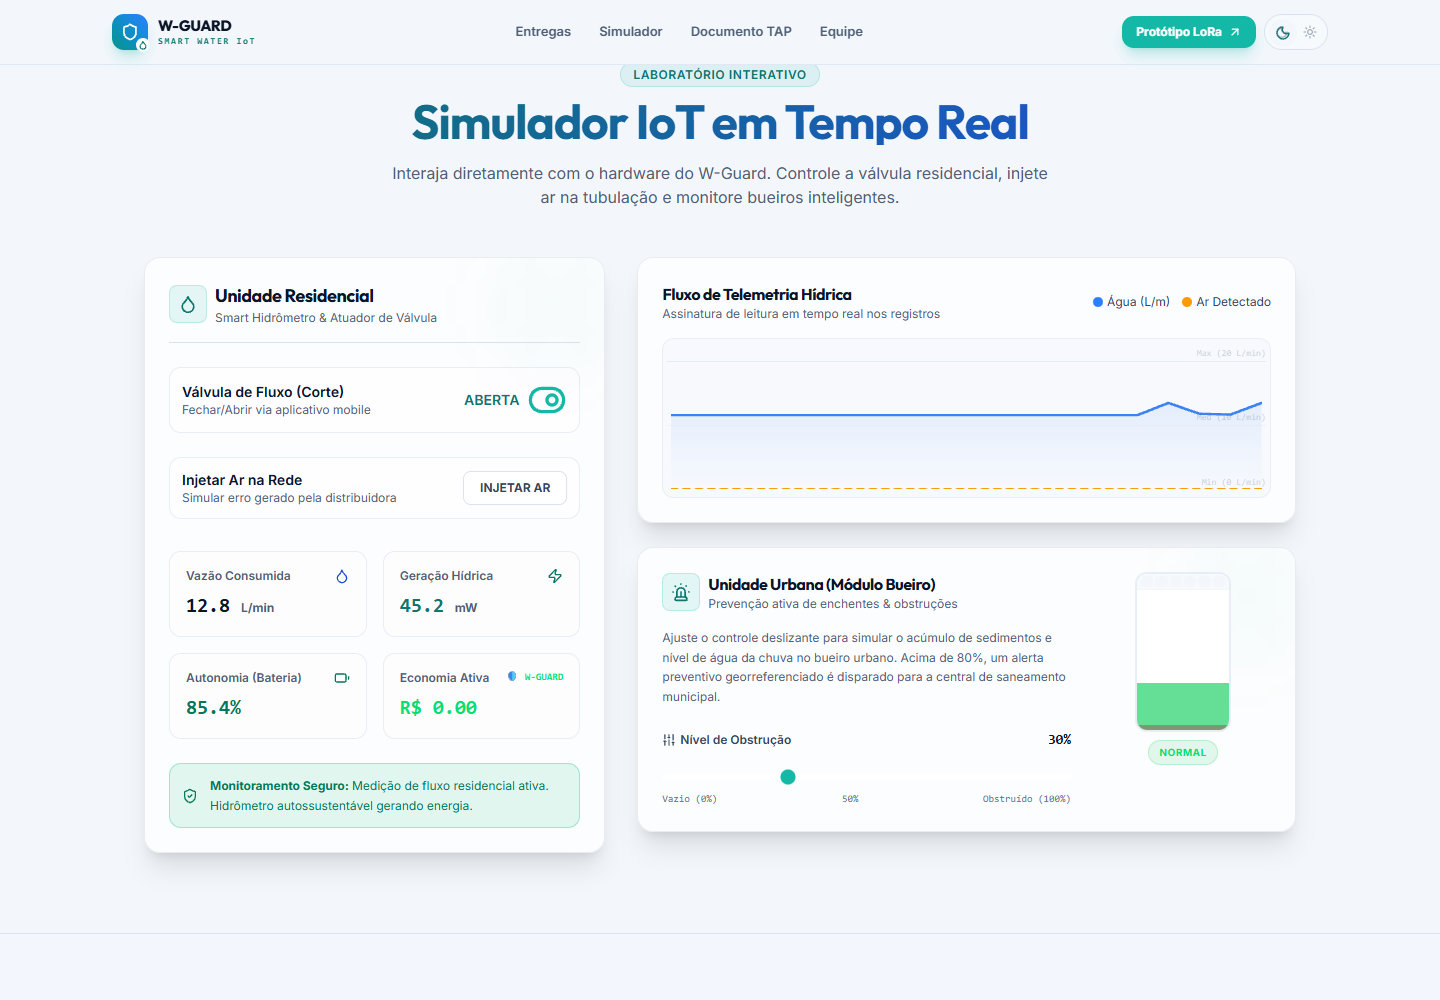 W-GUARD
SMART WATER IoT
Entregas
Simulador
Documento TAP
Equipe
Protótipo LoRa
LABORATÓRIO INTERATIVO
Simulador IoT em Tempo Real
Interaja diretamente com o hardware do W-Guard. Controle a válvula residencial, injete
ar na tubulação e monitore bueiros inteligentes.
Unidade Residencial
Smart Hidrômetro & Atuador de Válvula
Válvula de Fluxo (Corte)
Fechar/Abrir via aplicativo mobile
ABERTA
Injetar Ar na Rede
Simular erro gerado pela distribuidora
INJETAR AR
Vazão Consumida
12.8 L/min
Geração Hídrica
45.2 mW
Autonomia (Bateria)
85.4%
Economia Ativa
W-GUARD
R$ 0.00
Monitoramento Seguro: Medição de fluxo residencial ativa.
Hidrômetro autossustentável gerando energia.
Fluxo de Telemetria Hídrica
Assinatura de leitura em tempo real nos registros
Água (L/m)
Ar Detectado
Max (20 L/min)
Med (10 L/min)
Min (0 L/min)
Unidade Urbana (Módulo Bueiro)
Prevenção ativa de enchentes & obstruções
Ajuste o controle deslizante para simular o acúmulo de sedimentos e
nível de água da chuva no bueiro urbano. Acima de 80%, um alerta
preventivo georreferenciado é disparado para a central de saneamento
municipal.
Nível de Obstrução
30%
Vazio (0%)
50%
Obstruído (100%)
NORMAL